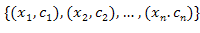 {(x₁, c₁), (x₂, c₂), … , (xₙ. cₙ)}